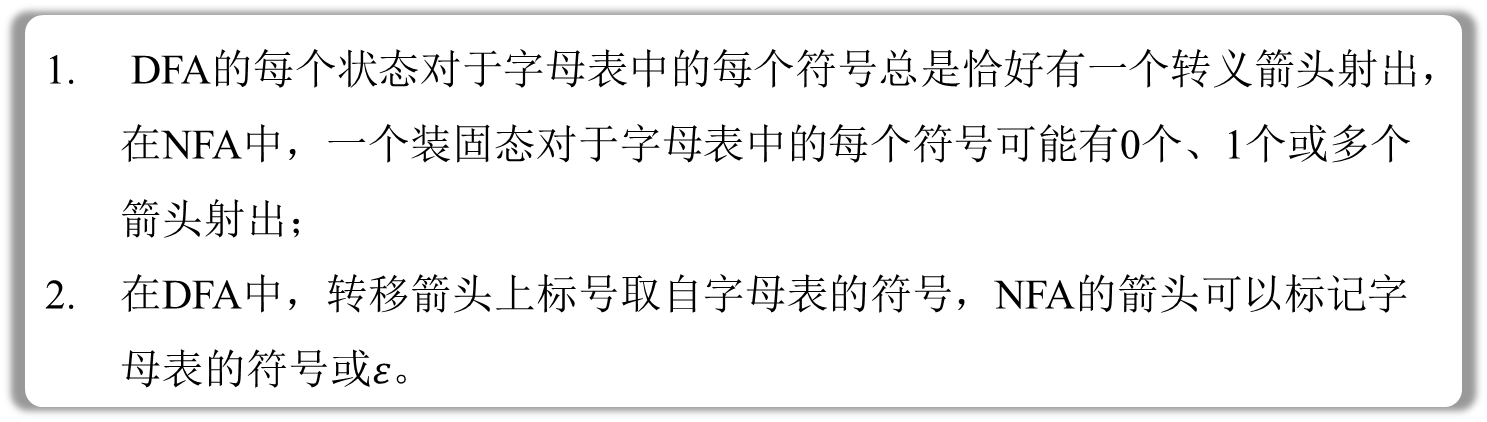 1. DFA的每个状态对于字母表中的每个符号总是恰好有一个转义箭头射出，
在NFA中，一个装固态对于字母表中的每个符号可能有0个、1个或多个
箭头射出；
2. 在DFA中，转移箭头上标号取自字母表的符号，NFA的箭头可以标记字
母表的符号或ε。